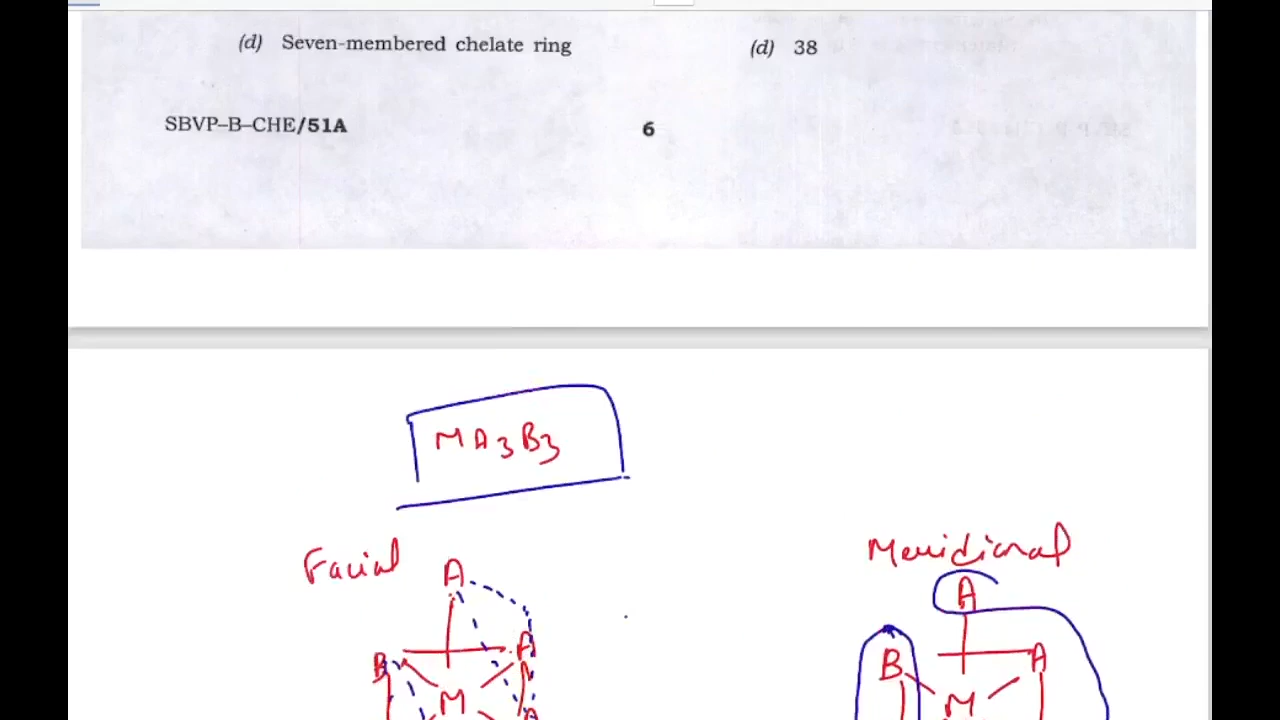 (d) Seven-membered chelate ring
(d) 38
SBVP–B–CHE/51A
6
MA3B3
Facial
Meridional
A
A
B
A
B
A
M
M
A